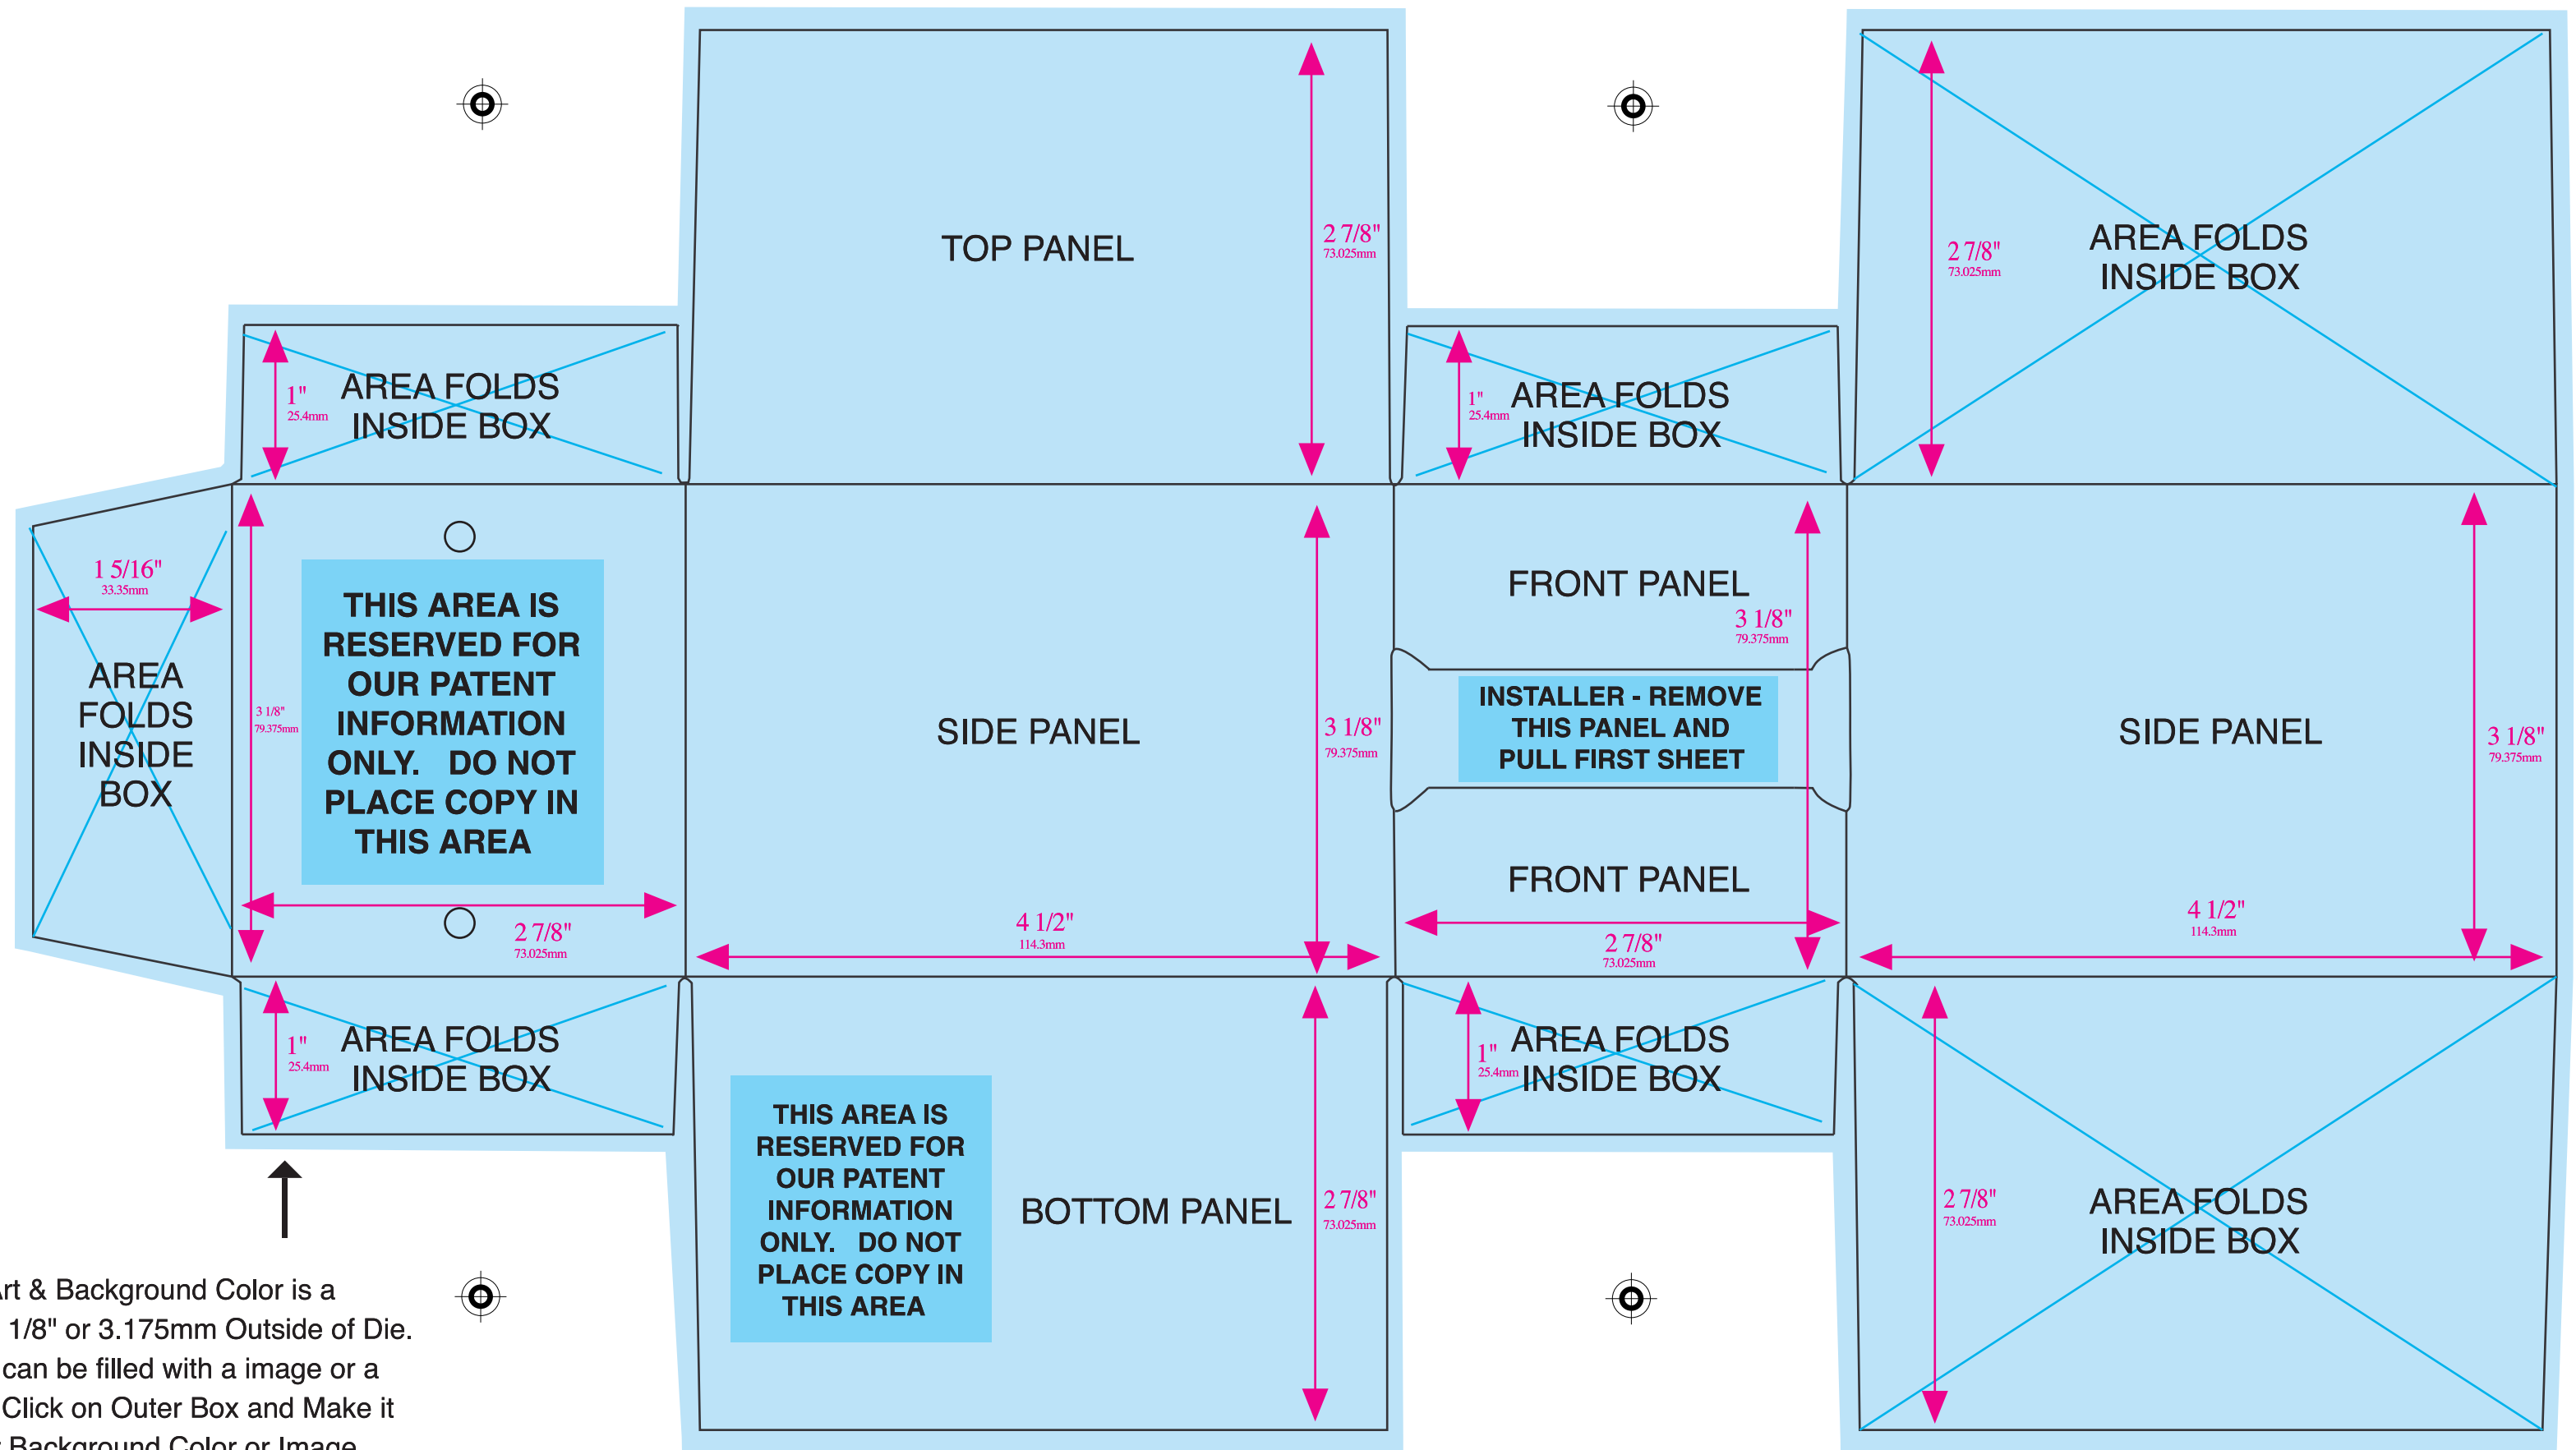 TOP PANEL
2 7/8"
73.025mm
2 7/8"
73.025mm
AREA FOLDS
INSIDE BOX
1"
25.4mm
AREA FOLDS
INSIDE BOX
1"
25.4mm
AREA FOLDS
INSIDE BOX
1 5/16"
33.35mm
AREA
FOLDS
INSIDE
BOX
3 1/8"
79.375mm
THIS AREA IS
RESERVED FOR
OUR PATENT
INFORMATION
ONLY. DO NOT
PLACE COPY IN
THIS AREA
2 7/8"
73.025mm
SIDE PANEL
3 1/8"
79.375mm
4 1/2"
114.3mm
FRONT PANEL
3 1/8"
79.375mm
INSTALLER - REMOVE
THIS PANEL AND
PULL FIRST SHEET
FRONT PANEL
2 7/8"
73.025mm
SIDE PANEL
3 1/8"
79.375mm
4 1/2"
114.3mm
1"
25.4mm
AREA FOLDS
INSIDE BOX
THIS AREA IS
RESERVED FOR
OUR PATENT
INFORMATION
ONLY. DO NOT
PLACE COPY IN
THIS AREA
BOTTOM PANEL
2 7/8"
73.025mm
1"
25.4mm
AREA FOLDS
INSIDE BOX
2 7/8"
73.025mm
AREA FOLDS
INSIDE BOX
Art & Background Color is a
1/8" or 3.175mm Outside of Die.
can be filled with a image or a
Click on Outer Box and Make it
Background Color or Image